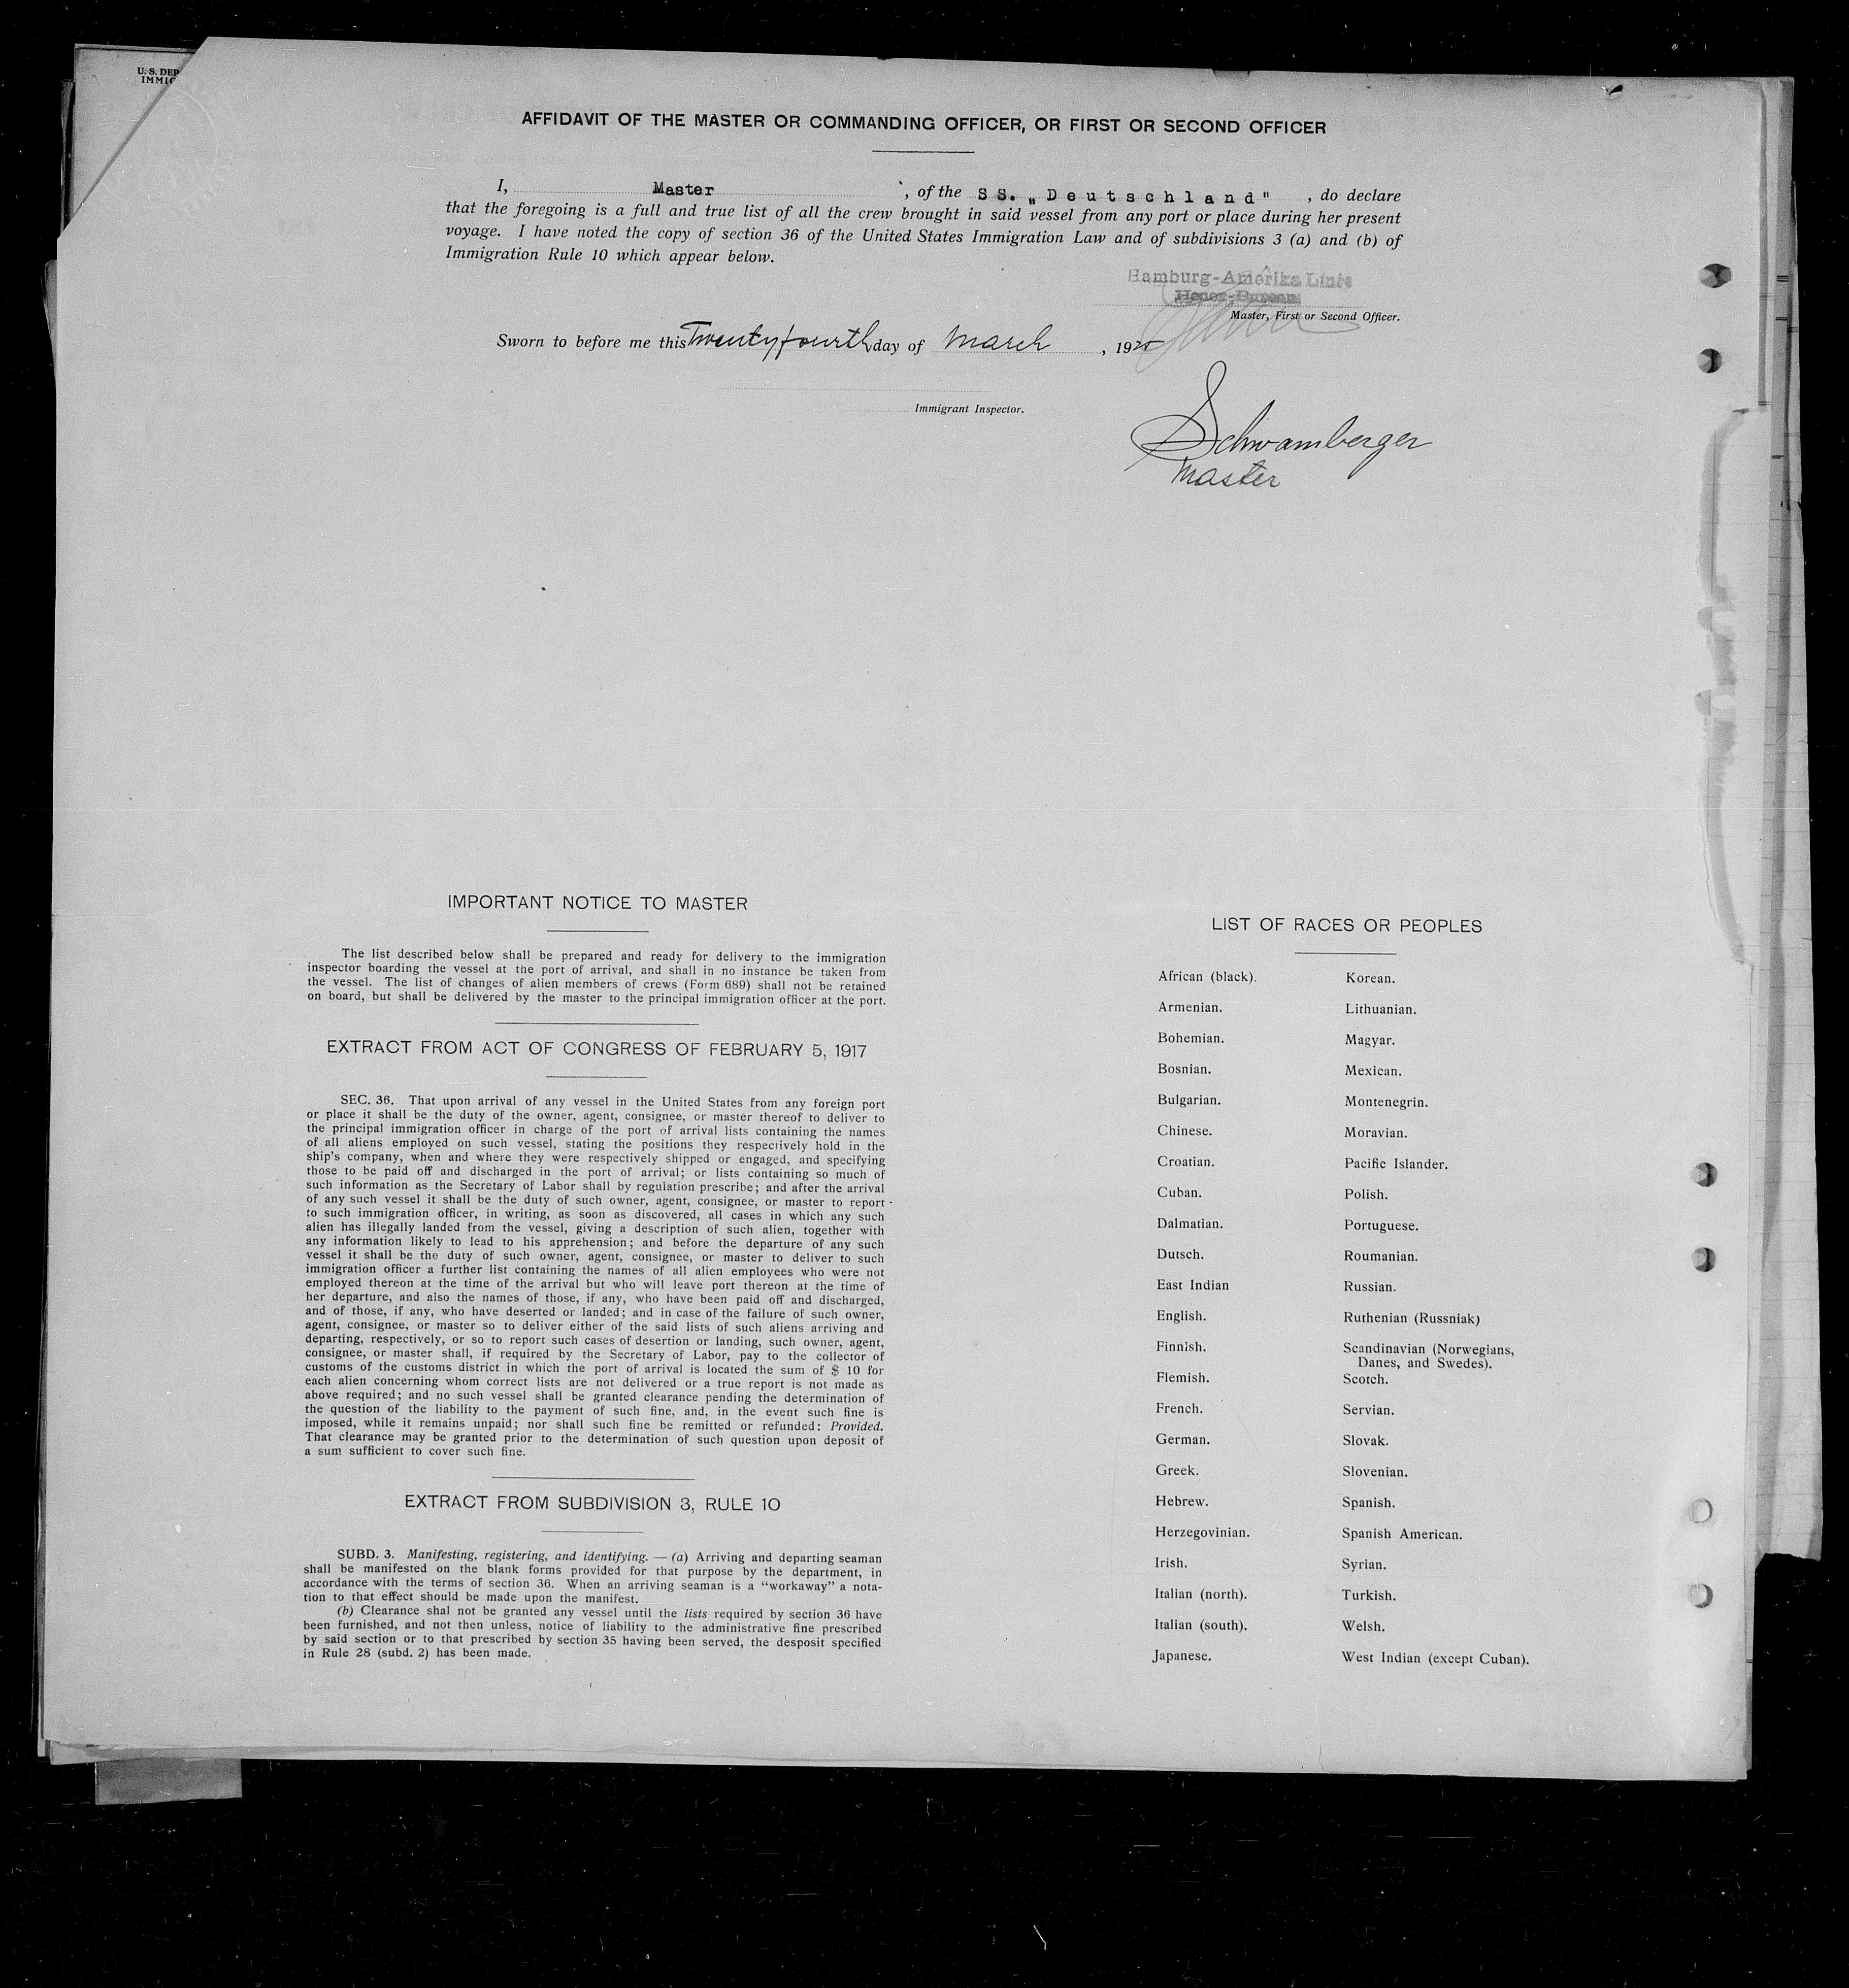 U. S. DEP
IMMIG
AFFIDAVIT OF THE MASTER OR COMMANDING OFFICER, OR FIRST OR SECOND OFFICER
I, Master, of the SS. „Deutschland", do declare
that the foregoing is a full and true list of all the crew brought in said vessel from any port or place during her present
voyage. I have noted the copy of section 36 of the United States Immigration Law and of subdivisions 3 (a) and (b) of
Immigration Rule 10 which appear below.
Hamburg-Amerika Linie
Master, First or Second Officer.
Sworn to before me this Twentyfourth day of March, 1925
Immigrant Inspector.
Schwamberger
Master
IMPORTANT NOTICE TO MASTER
The list described below shall be prepared and ready for delivery to the immigration
inspector boarding the vessel at the port of arrival, and shall in no instance be taken from
the vessel. The list of changes of alien members of crews (Form 689) shall not be retained
on board, but shall be delivered by the master to the principal immigration officer at the port.
EXTRACT FROM ACT OF CONGRESS OF FEBRUARY 5, 1917
SEC. 36. That upon arrival of any vessel in the United States from any foreign port
or place it shall be the duty of the owner, agent, consignee, or master thereof to deliver to
the principal immigration officer in charge of the port of arrival lists containing the names
of all aliens employed on such vessel, stating the positions they respectively hold in the
ship's company, when and where they were respectively shipped or engaged, and specifying
those to be paid off and discharged in the port of arrival; or lists containing so much of
such information as the Secretary of Labor shall by regulation prescribe; and after the arrival
of any such vessel it shall be the duty of such owner, agent, consignee, or master to report
to such immigration officer, in writing, as soon as discovered, all cases in which any such
alien has illegally landed from the vessel, giving a description of such alien, together with
any information likely to lead to his apprehension; and before the departure of any such
vessel it shall be the duty of such owner, agent, consignee, or master to deliver to such
immigration officer a further list containing the names of all alien employees who were not
employed thereon at the time of the arrival but who will leave port thereon at the time of
her departure, and also the names of those, if any, who have been paid off and discharged,
and of those, if any, who have deserted or landed; and in case of the failure of such owner,
agent, consignee, or master so to deliver either of the said lists of such aliens arriving and
departing, respectively, or so to report such cases of desertion or landing, such owner, agent,
consignee, or master shall, if required by the Secretary of Labor, pay to the collector of
customs of the customs district in which the port of arrival is located the sum of $ 10 for
each alien concerning whom correct lists are not delivered or a true report is not made as
above required; and no such vessel shall be granted clearance pending the determination of
the question of the liability to the payment of such fine, and, in the event such fine is
imposed, while it remains unpaid; nor shall such fine be remitted or refunded: Provided.
That clearance may be granted prior to the determination of such question upon deposit of
a sum sufficient to cover such fine.
EXTRACT FROM SUBDIVISION 3, RULE 10
SUBD. 3. Manifesting, registering, and identifying. — (a) Arriving and departing seaman
shall be manifested on the blank forms provided for that purpose by the department, in
accordance with the terms of section 36. When an arriving seaman is a "workaway" a nota-
tion to that effect should be made upon the manifest.
(b) Clearance shal not be granted any vessel until the lists required by section 36 have
been furnished, and not then unless, notice of liability to the administrative fine prescribed
by said section or to that prescribed by section 35 having been served, the desposit specified
in Rule 28 (subd. 2) has been made.
LIST OF RACES OR PEOPLES
African (black).
Armenian.
Bohemian.
Bosnian.
Bulgarian.
Chinese.
Croatian.
Cuban.
Dalmatian.
Dutsch.
East Indian
English.
Finnish.
Flemish.
French.
German.
Greek.
Hebrew.
Herzegovinian.
Irish.
Italian (north).
Italian (south).
Japanese.
Korean.
Lithuanian.
Magyar.
Mexican.
Montenegrin.
Moravian.
Pacific Islander.
Polish.
Portuguese.
Roumanian.
Russian.
Ruthenian (Russniak)
Scandinavian (Norwegians,
Danes, and Swedes).
Scotch.
Servian.
Slovak.
Slovenian.
Spanish.
Spanish American.
Syrian.
Turkish.
Welsh.
West Indian (except Cuban).